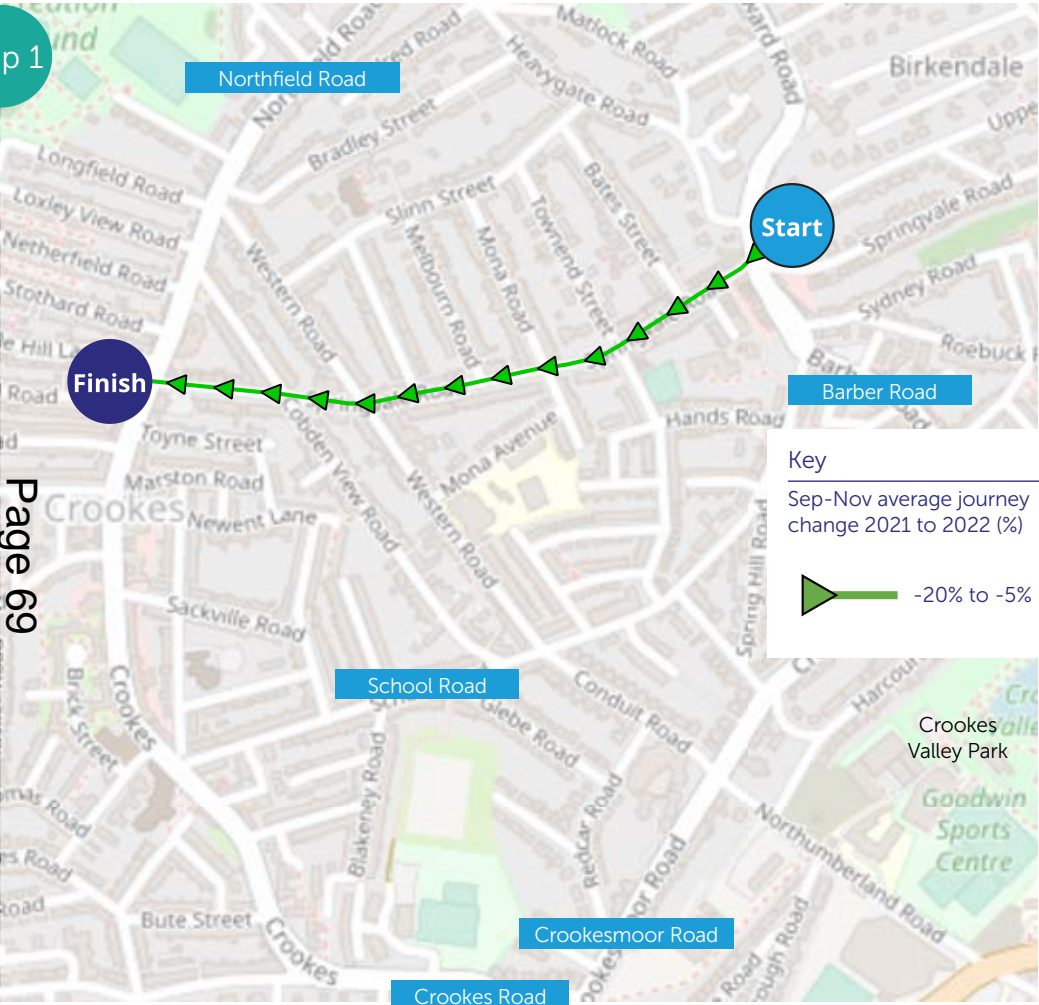 p 1
Northfield Road
Matlock Road
Heavygate Road
Birkendale
Bradley Street
Longfield Road
Loxley View Road
Netherfield Road
Stothard Road
Slinn Street
Bates Street
Townend Street
Mona Road
Melbourn Road
Western Road
Springvale Road
Sydney Road
Start
Finish
Barber Road
Hands Road
Toyne Street
Marston Road
Crookes
Newent Lane
Cobden View Road
Mona Avenue
Western Road
Key
Sep-Nov average journey
change 2021 to 2022 (%)
-20% to -5%
Spring Hill Road
Page 69
Sackville Road
School Road
Conduit Road
Glebe Road
Crookes
Brick Street
Blakeney Road
Redcar Road
Crookes
Valley Park
Goodwin
Sports
Centre
Northumberland Road
Bute Street
Crookes
Crookesmoor Road
Crookes Road